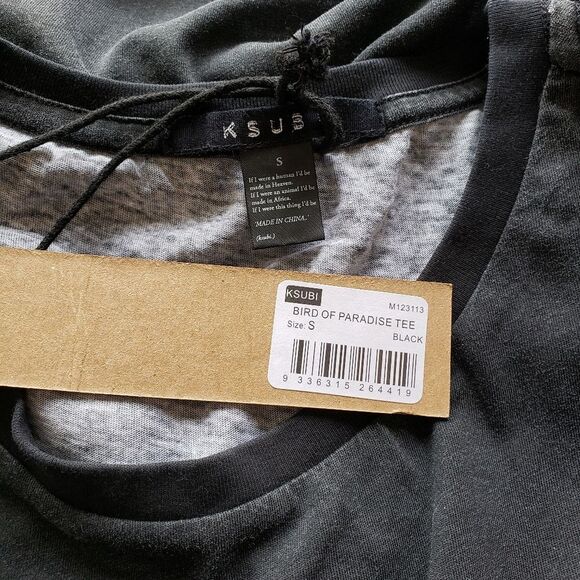 KSUB
S
If I were a human I'd be
made in Heaven.
If I were an animal I'd be
made in Africa.
If I were this thing I'd be
'MADE IN CHINA.'
(ksubi.)
KSUBI
M123113
BIRD OF PARADISE TEE
Size: S
BLACK
9 336315 264419